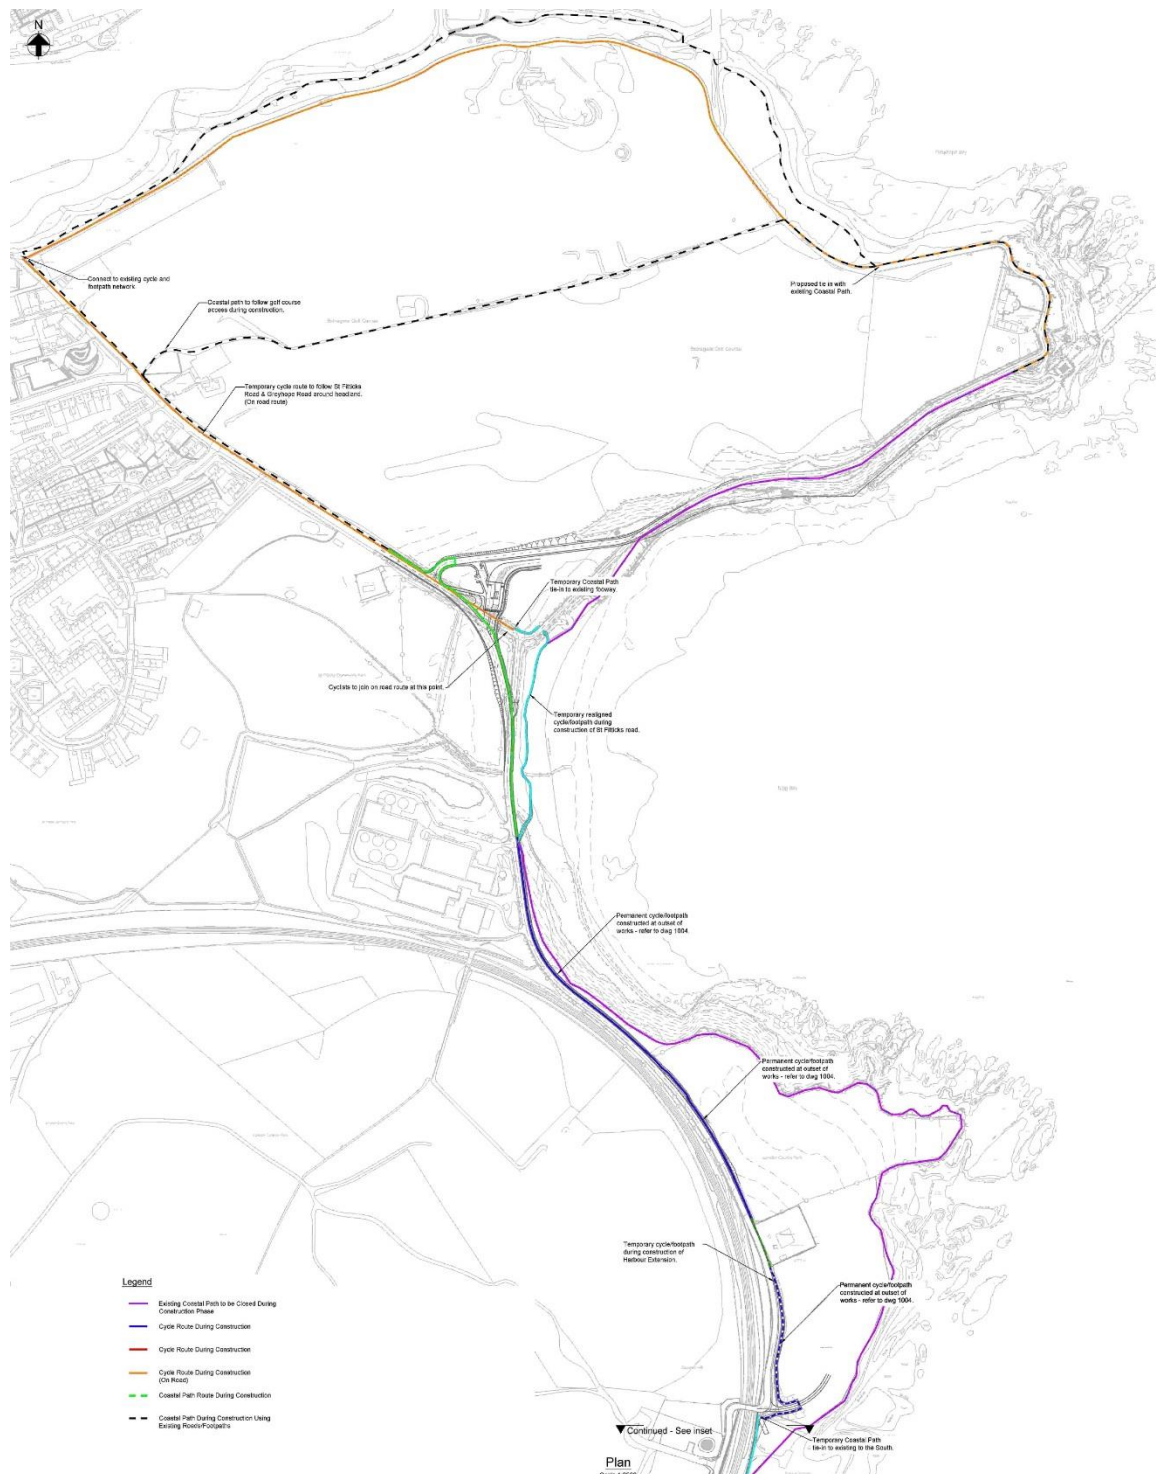 N
Connect to existing cycle and
footpath network
Coastal path to follow golf course
access during construction.
Proposed tie in with
existing Coastal Path.
Temporary cycle route to follow St Fitticks
Road & Greyhope Road around headland.
(On road route)
Temporary Coastal Path
tie-in to existing footway.
Cyclists to join on road route at this point.
Temporary realigned
cycle/footpath during
construction of St Fitticks road.
Permanent cycle/footpath
constructed at outset of
works - refer to dwg 1004.
Permanent cycle/footpath
constructed at outset of
works - refer to dwg 1004.
Temporary cycle/footpath
during construction of
Harbour Extension.
Permanent cycle/footpath
constructed at outset of
works - refer to dwg 1004.
Legend
Existing Coastal Path to be Closed During
Construction Phase
Cycle Route During Construction
Cycle Route During Construction
Cycle Route During Construction
(On Road)
Coastal Path Route During Construction
Coastal Path During Construction Using
Existing Roads/Footpaths
Continued - See inset
Temporary Coastal Path
tie-in to existing to the South.
Plan